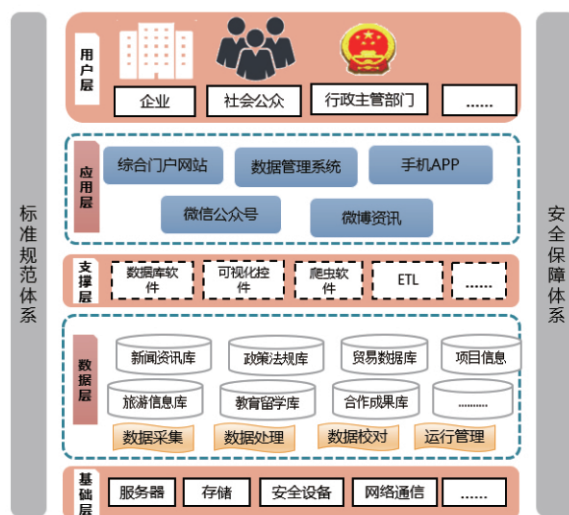 标准规范体系
用户层
企业
社会公众
行政主管部门
......
应用层
综合门户网站
数据管理系统
手机APP
微信公众号
微博资讯
支撑层
数据库软
件
可视化控
件
爬虫软
件
ETL
......
数据层
新闻资讯库
政策法规库
贸易数据库
项目信息
旅游信息库
教育留学库
合作成果库
..........
数据采集
数据处理
数据校对
运行管理
基础层
服务器
存储
安全设备
网络通信
......
安全保障体系